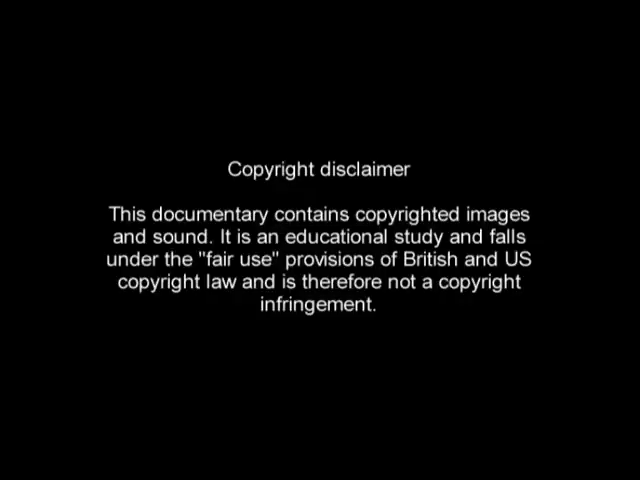 Copyright disclaimer
This documentary contains copyrighted images
and sound. It is an educational study and falls
under the "fair use" provisions of British and US
copyright law and is therefore not a copyright
infringement.